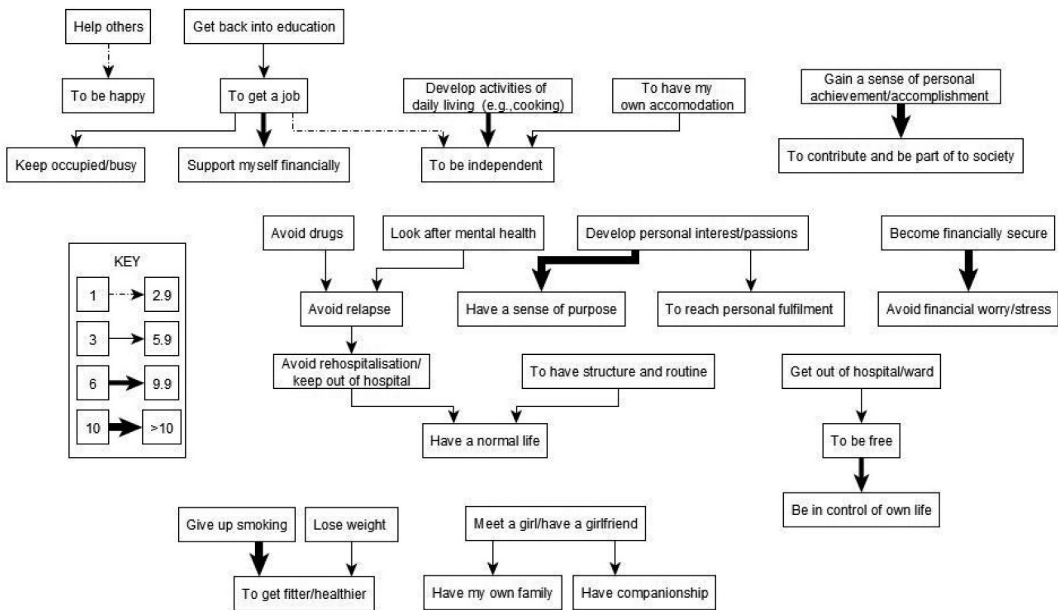 Help others
Get back into education
To be happy
To get a job
Develop activities of
daily living (e.g.,cooking)
To have my
own accomodation
Gain a sense of personal
achievement/accomplishment
Keep occupied/busy
Support myself financially
To be independent
To contribute and be part of to society
Avoid drugs
Look after mental health
Develop personal interest/passions
Become financially secure
KEY
1
2.9
3
5.9
6
9.9
10
>10
Avoid relapse
Have a sense of purpose
To reach personal fulfilment
Avoid financial worry/stress
Avoid rehospitalisation/
keep out of hospital
To have structure and routine
Get out of hospital/ward
Have a normal life
To be free
Be in control of own life
Give up smoking
Lose weight
Meet a girl/have a girlfriend
To get fitter/healthier
Have my own family
Have companionship